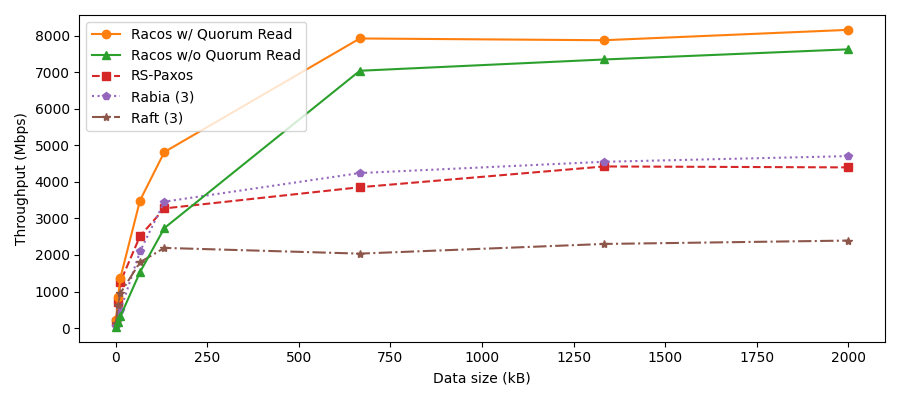 Racos w/ Quorum Read
Racos w/o Quorum Read
RS-Paxos
Rabia (3)
Raft (3)
Throughput (Mbps)
8000
7000
6000
5000
4000
3000
2000
1000
0
0
250
500
750
1000
1250
1500
1750
2000
Data size (kB)